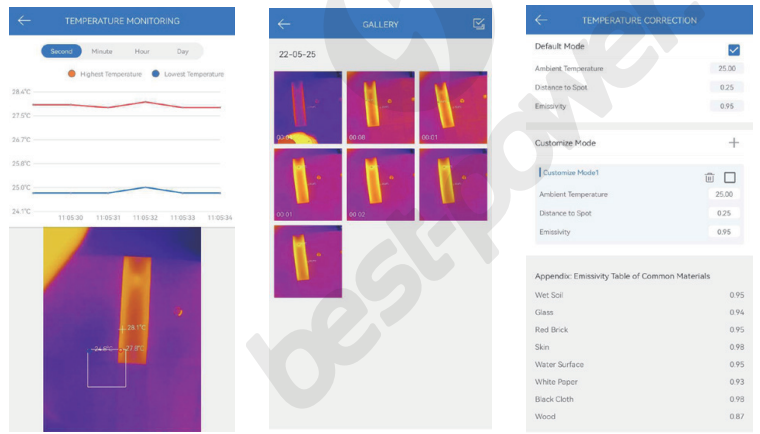 TEMPERATURE MONITORING
Second Minute Hour Day
Highest Temperature Lowest Temperature
28.4°C
27.5°C
26.7°C
25.8°C
25.0°C
24.1°C
11:05:30 11:05:31 11:05:32 11:05:33 11:05:34
28.1°C
27.8°C
GALLERY
22-05-25
00:08 00:01
00:01 00:02
TEMPERATURE CORRECTION
Default Mode
Ambient Temperature 25.00
Distance to Spot 0.25
Emissivity 0.95
Customize Mode
Customize Mode1
Ambient Temperature 25.00
Distance to Spot 0.25
Emissivity 0.95
Appendix: Emissivity Table of Common Materials
Wet Soil 0.95
Glass 0.94
Red Brick 0.95
Skin 0.98
Water Surface 0.95
White Paper 0.93
Black Cloth 0.98
Wood 0.87
best-power.